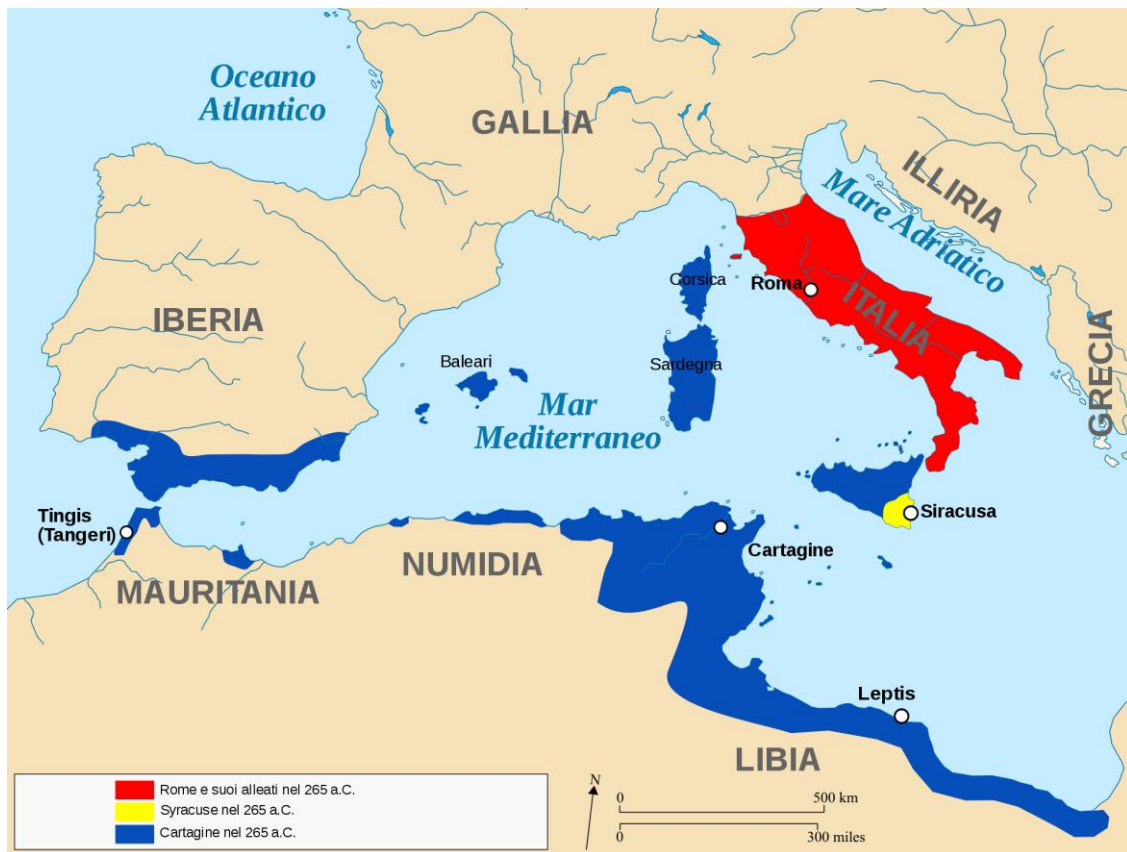 Oceano
Atlantico
GALLIA
ILLIRIA
Mare Adriatico
Corsica
Roma
ITALIA
IBERIA
Baleari
Sardegna
GRECIA
Mar
Mediterraneo
Tingis
(Tangeri)
Siracusa
Cartagine
NUMIDIA
MAURITANIA
Leptis
LIBIA
Rome e suoi alleati nel 265 a.C.
Syracuse nel 265 a.C.
Cartagine nel 265 a.C.
N
0 500 km
0 300 miles